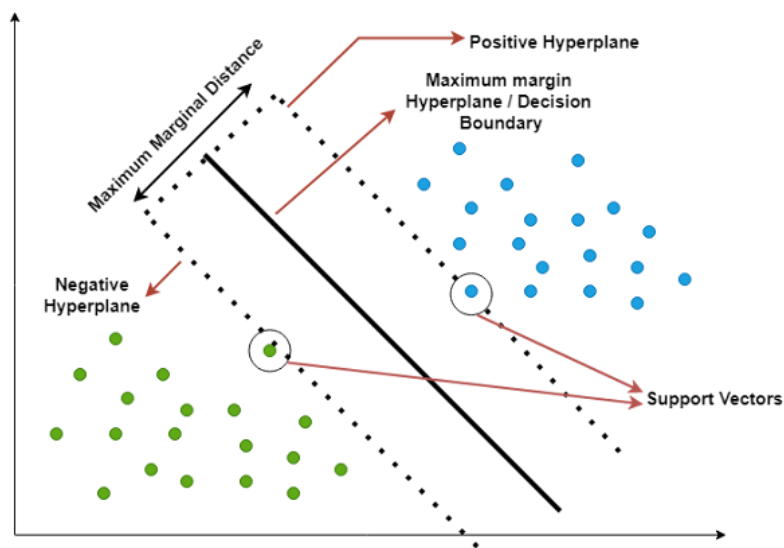 Positive Hyperplane
Maximum margin
Hyperplane / Decision
Boundary
Maximum Marginal Distance
Negative
Hyperplane
Support Vectors